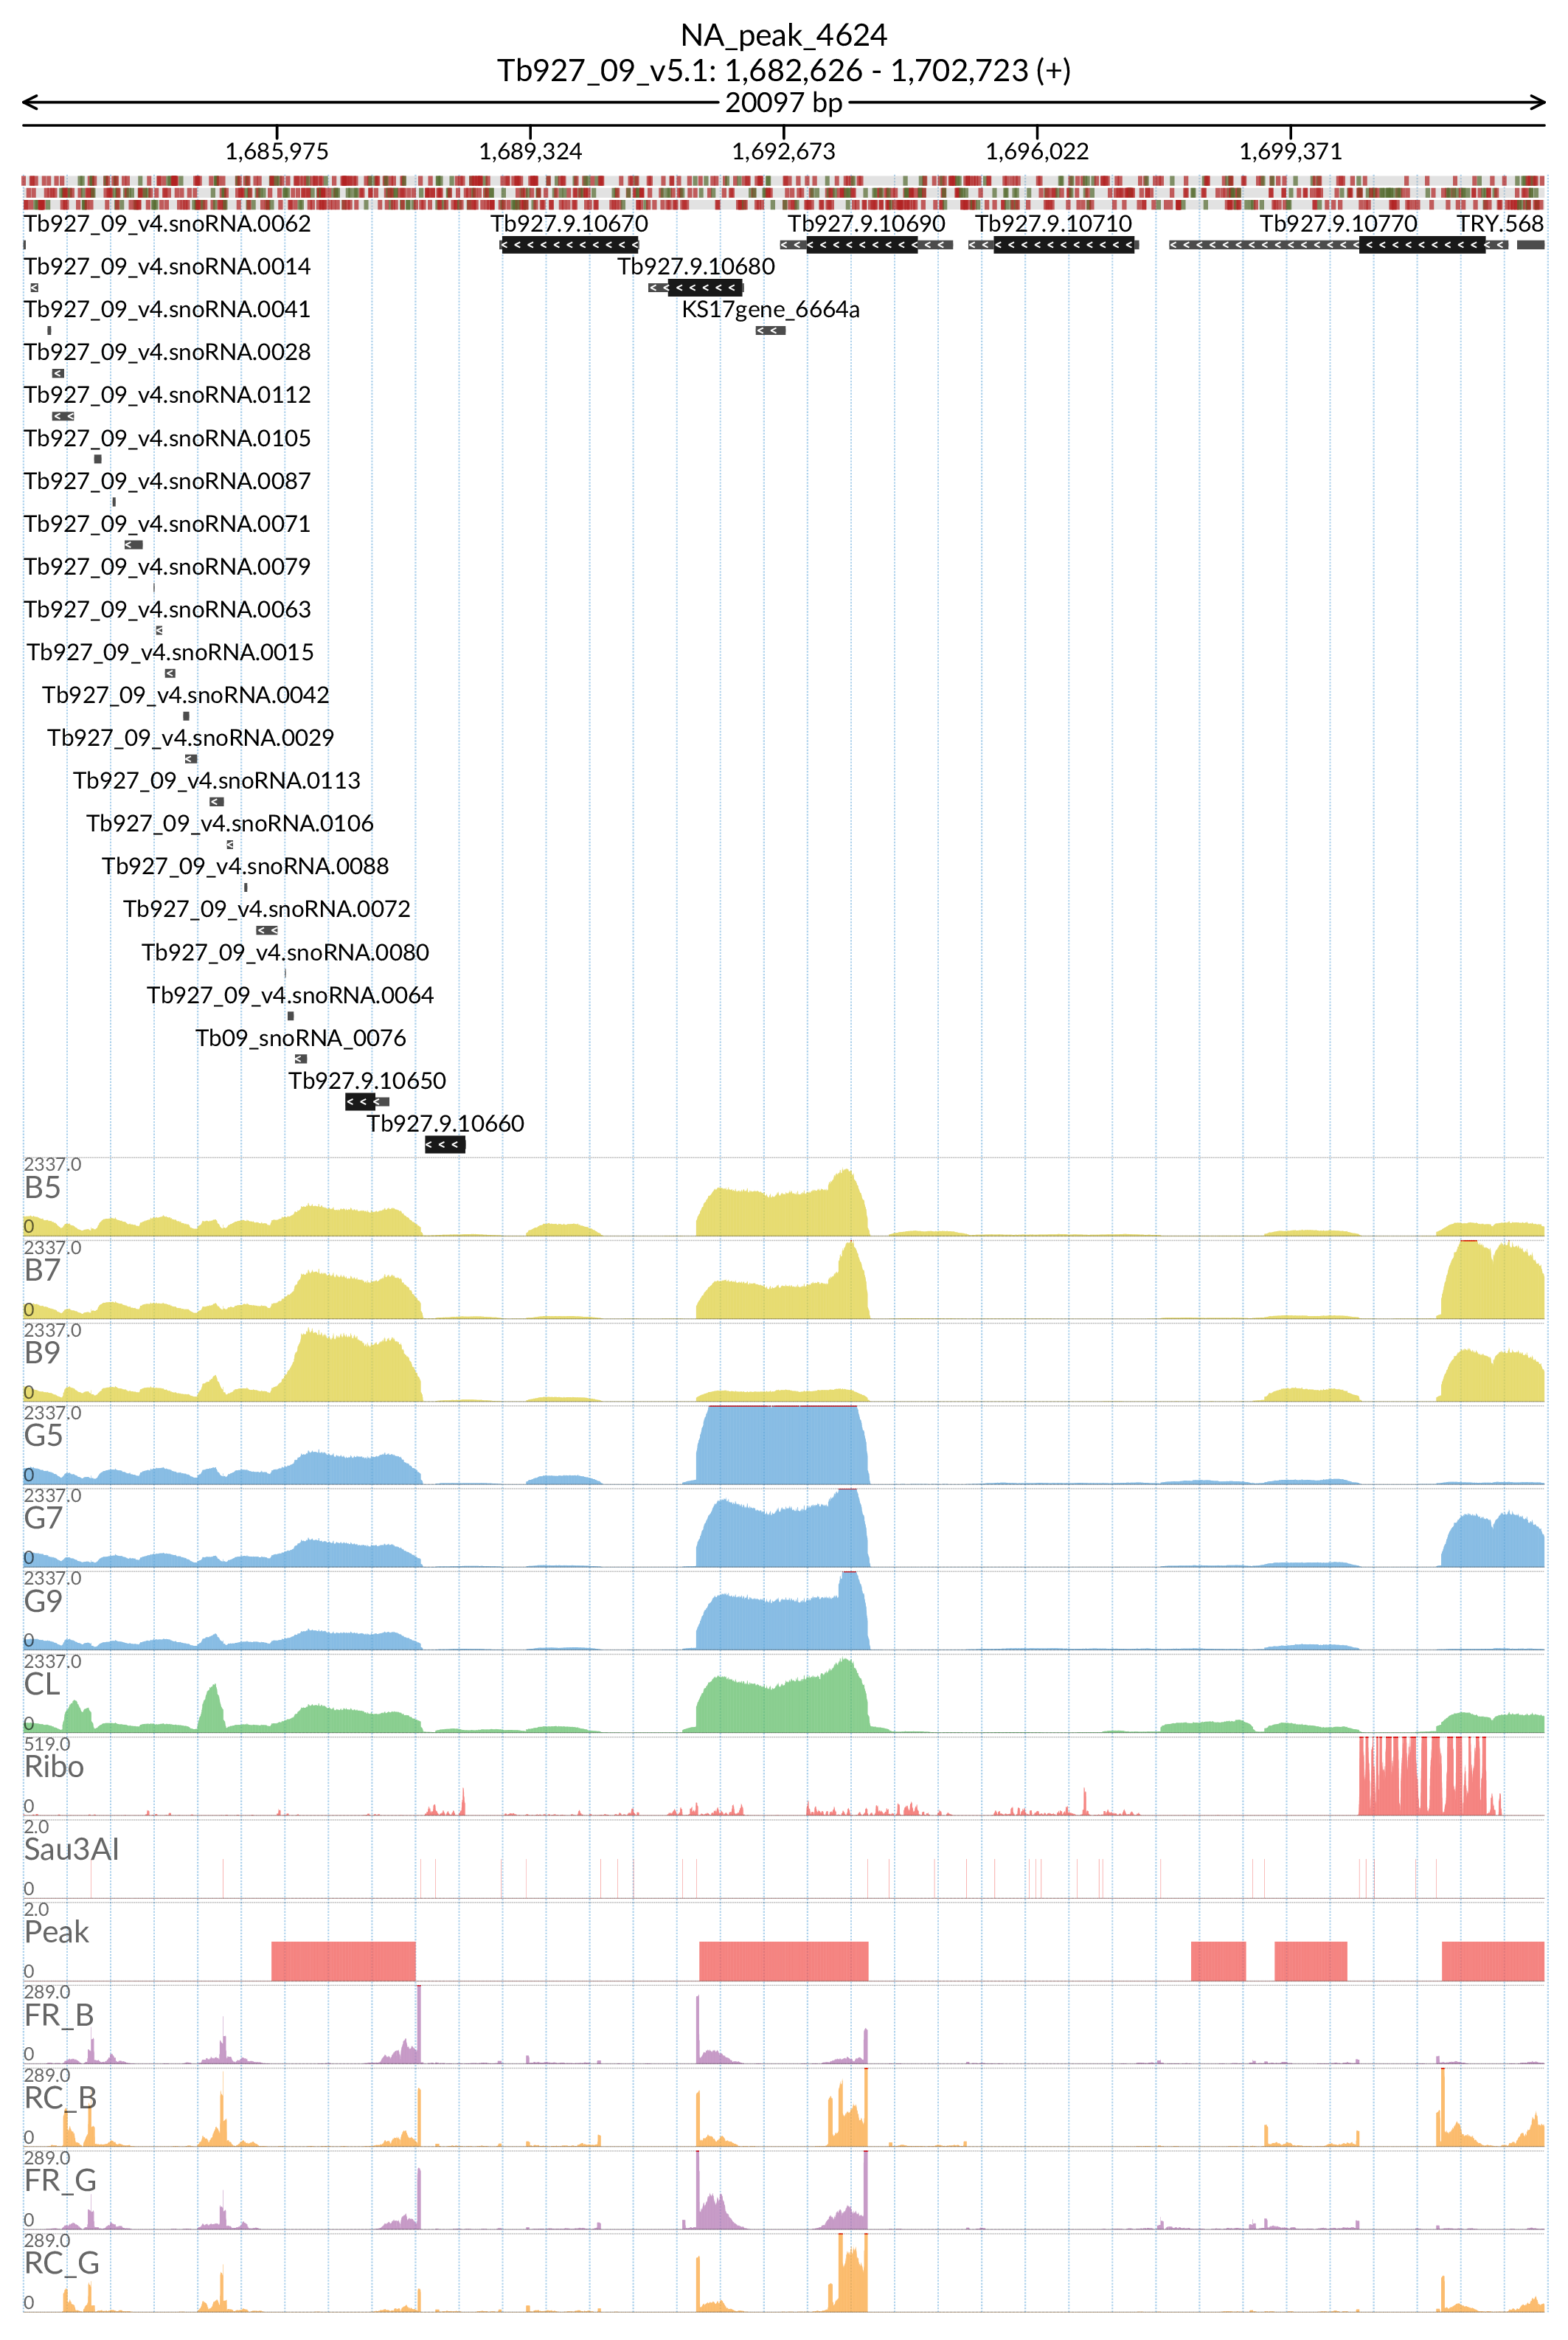 NA_peak_4624
Tb927_09_v5.1: 1,682,626 - 1,702,723 (+)
20097 bp
1,685,975 1,689,324 1,692,673 1,696,022 1,699,371
Tb927_09_v4.snoRNA.0062 Tb927.9.10670 Tb927.9.10690 Tb927.9.10710 Tb927.9.10770 TRY.568
Tb927_09_v4.snoRNA.0014 Tb927.9.10680
Tb927_09_v4.snoRNA.0041 KS17gene_6664a
Tb927_09_v4.snoRNA.0028
Tb927_09_v4.snoRNA.0112
Tb927_09_v4.snoRNA.0105
Tb927_09_v4.snoRNA.0087
Tb927_09_v4.snoRNA.0071
Tb927_09_v4.snoRNA.0079
Tb927_09_v4.snoRNA.0063
Tb927_09_v4.snoRNA.0015
Tb927_09_v4.snoRNA.0042
Tb927_09_v4.snoRNA.0029
Tb927_09_v4.snoRNA.0113
Tb927_09_v4.snoRNA.0106
Tb927_09_v4.snoRNA.0088
Tb927_09_v4.snoRNA.0072
Tb927_09_v4.snoRNA.0080
Tb927_09_v4.snoRNA.0064
Tb09_snoRNA_0076
Tb927.9.10650
Tb927.9.10660
2337.0
B5
0
2337.0
B7
0
2337.0
B9
0
2337.0
G5
0
2337.0
G7
0
2337.0
G9
0
2337.0
CL
0
519.0
Ribo
0
2.0
Sau3AI
0
2.0
Peak
0
289.0
FR_B
0
289.0
RC_B
0
289.0
FR_G
0
289.0
RC_G
0